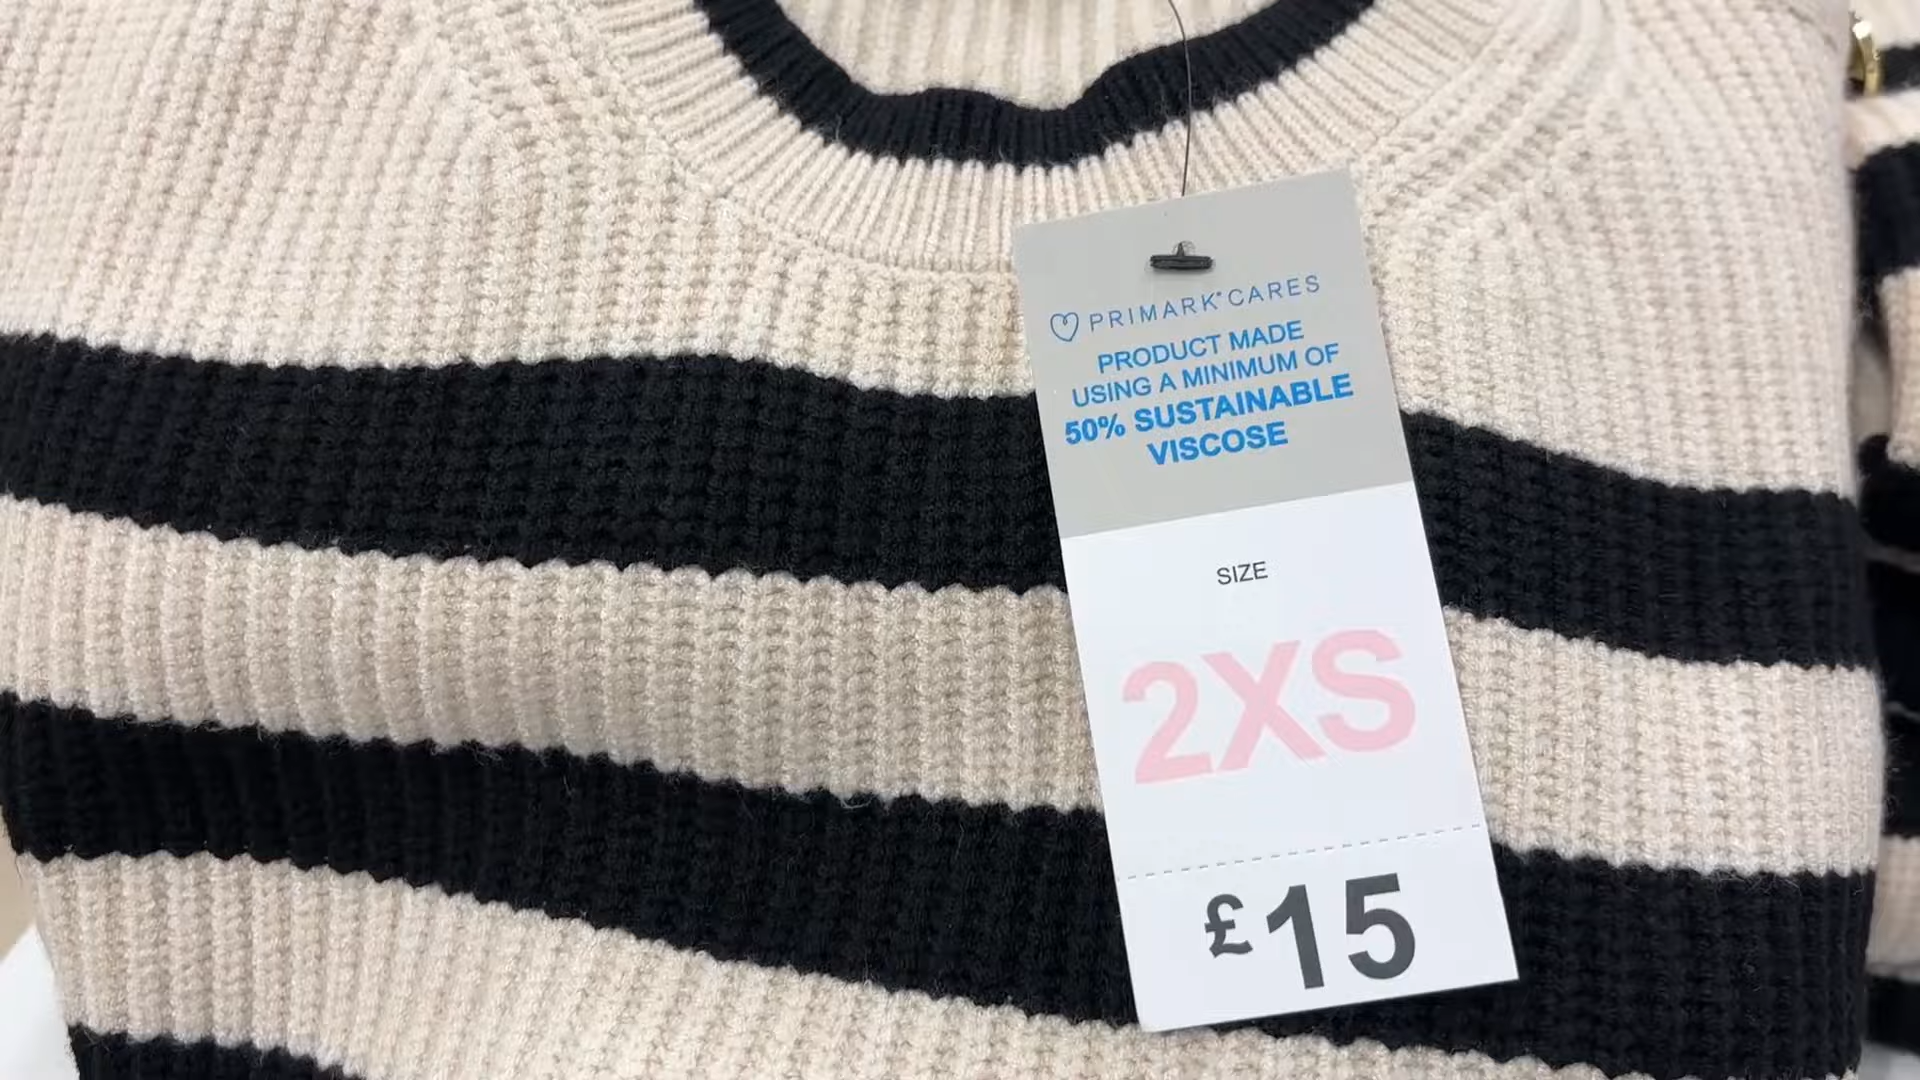 PRIMARK® CARES
PRODUCT MADE
USING A MINIMUM OF
50% SUSTAINABLE
VISCOSE
SIZE
2XS
£15